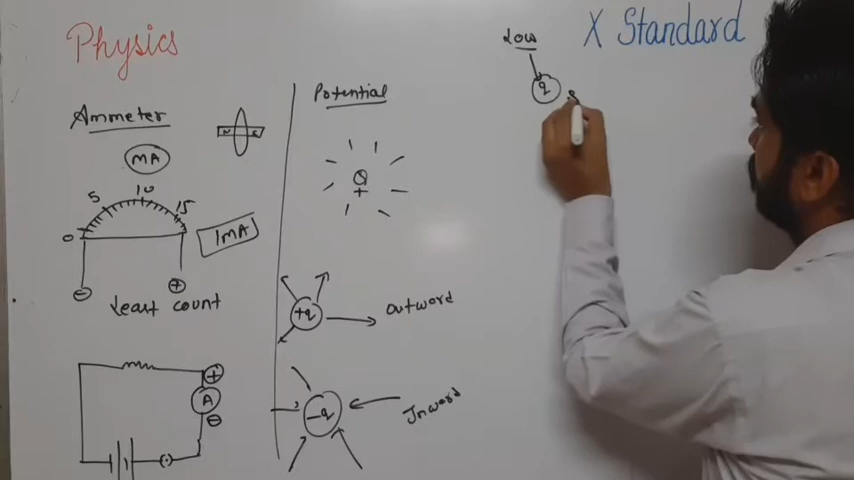 Physics
X Standard
Ammeter
N S
MA
0 5 10 15
1MA
- +
Least count
+
A
-
Potential
Q
+
+q
Outword
-q
Inword
Low
q